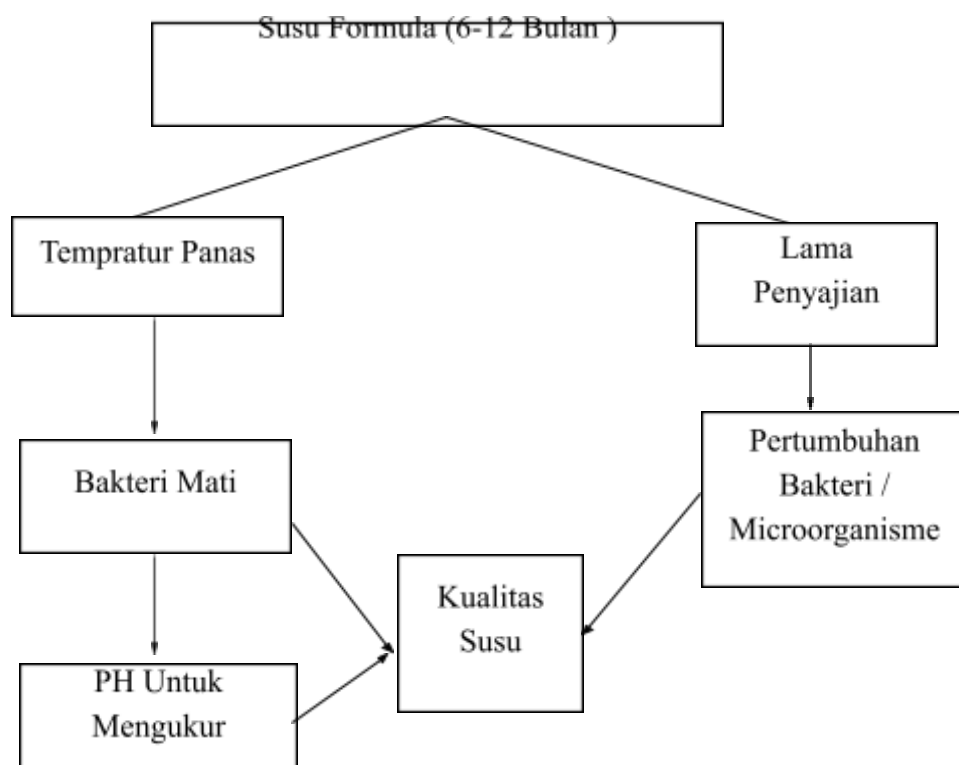 Susu Formula (6-12 Bulan )
Tempratur Panas
Lama
Penyajian
Bakteri Mati
Pertumbuhan
Bakteri /
Microorganisme
Kualitas
Susu
PH Untuk
Mengukur